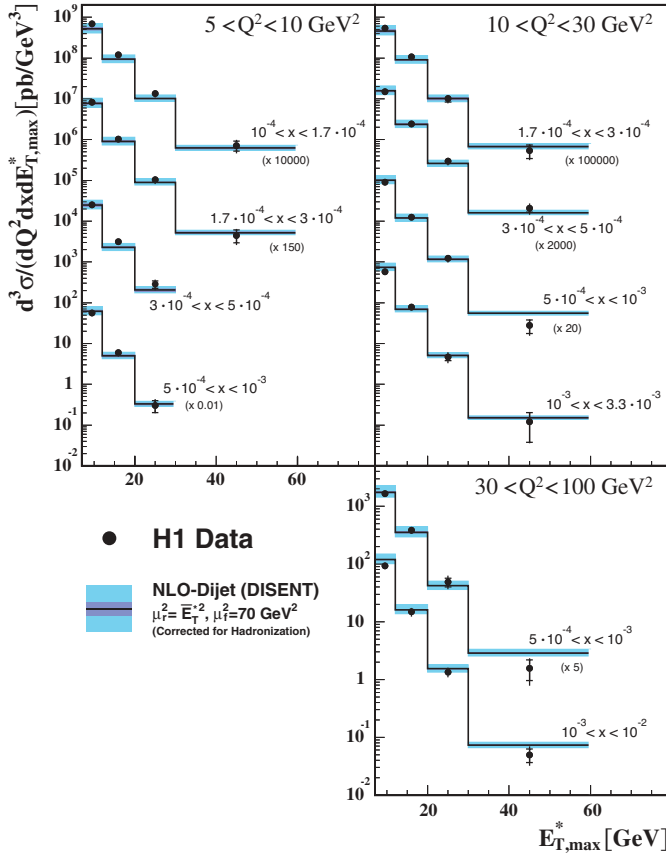 d³σ/(dQ²dxdE*T,max)[pb/GeV³]
5 <Q²<10 GeV²
10⁹
10⁸
10⁷
10⁶
10⁵
10⁴
10³
10²
10
1
10⁻¹
10⁻²
10⁻⁴< x < 1.7 • 10⁻⁴
(x 10000)
1.7 • 10⁻⁴< x < 3 • 10⁻⁴
(x 150)
3 • 10⁻⁴< x < 5 • 10⁻⁴
5 • 10⁻⁴< x < 10⁻³
(x 0.01)
20 40 60
10 <Q²<30 GeV²
1.7 • 10⁻⁴< x < 3 • 10⁻⁴
(x 100000)
3 • 10⁻⁴< x < 5 • 10⁻⁴
(x 2000)
5 • 10⁻⁴< x < 10⁻³
(x 20)
10⁻³< x < 3.3 • 10⁻³
30 <Q²<100 GeV²
10³
10²
10
1
10⁻¹
10⁻²
5 • 10⁻⁴< x < 10⁻³
(x 5)
10⁻³< x < 10⁻²
20 40 60
E*T,max [GeV]
H1 Data
NLO-Dijet (DISENT)
μr²= ĒT*², μf²=70 GeV²
(Corrected for Hadronization)